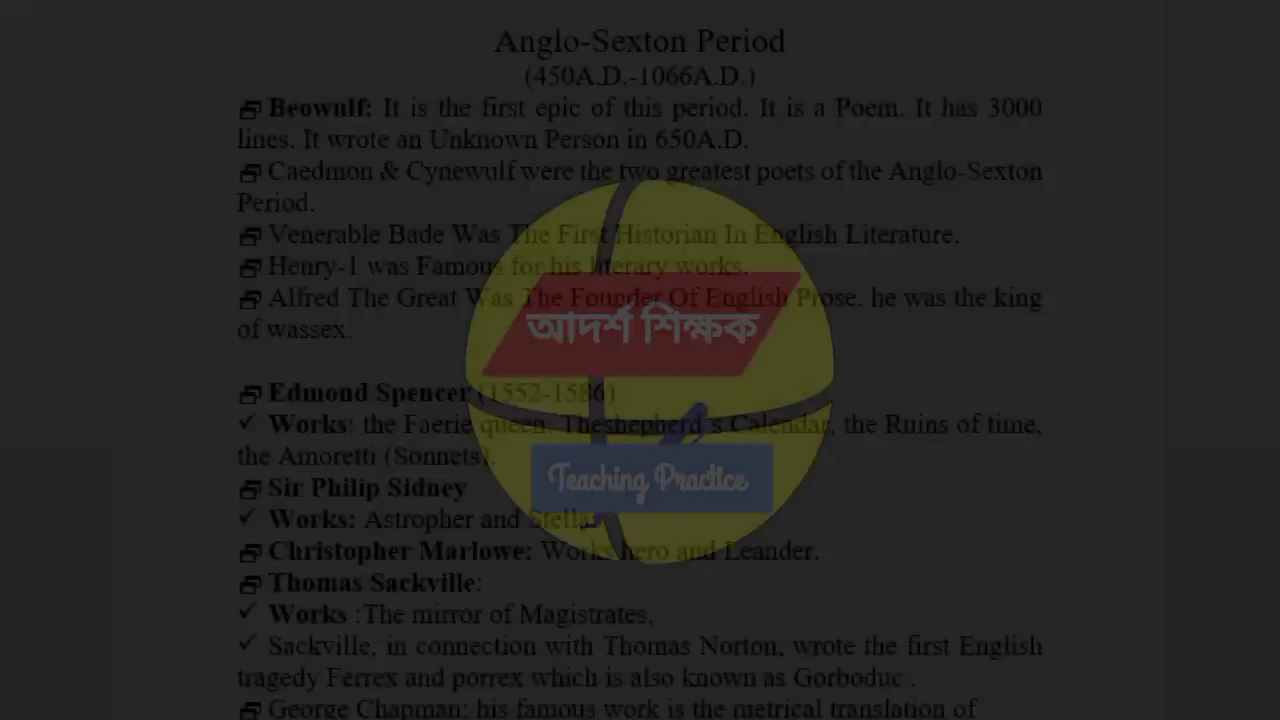 Anglo-Sexton Period
(450A.D.-1066A.D.)
Beownlf: It is the first epic of this period. It is a Poem. It has 3000
lines. It wrote an Unknown Person in 650A.D.
Caedmon & Cynewulf were the two greatest poets of the Anglo-Sexton
Period.
Venerable Bade Was The First Historian In English Literature.
Henry-1 was Famous for his literary works.
Alfred The Great Was The Founder Of English Prose. he was the king
of wassex.
আদর্শ শিক্ষক
Edmond Spencer (1552-1586)
✓ Works: the Faerie queen, Theshepherd s Calendar, the Ruins of time,
the Amoretti (Sonnets).
Teaching Practice
Sir Philip Sidney
✓ Works: Astropher and Stella
Christopher Marlowe: Works hero and Leander.
Thomas Sackville:
✓ Works :The mirror of Magistrates,
✓ Sackville, in connection with Thomas Norton, wrote the first English
tragedy Ferrex and porrex which is also known as Gorboduc .
George Chapman: his famous work is the metrical translation of